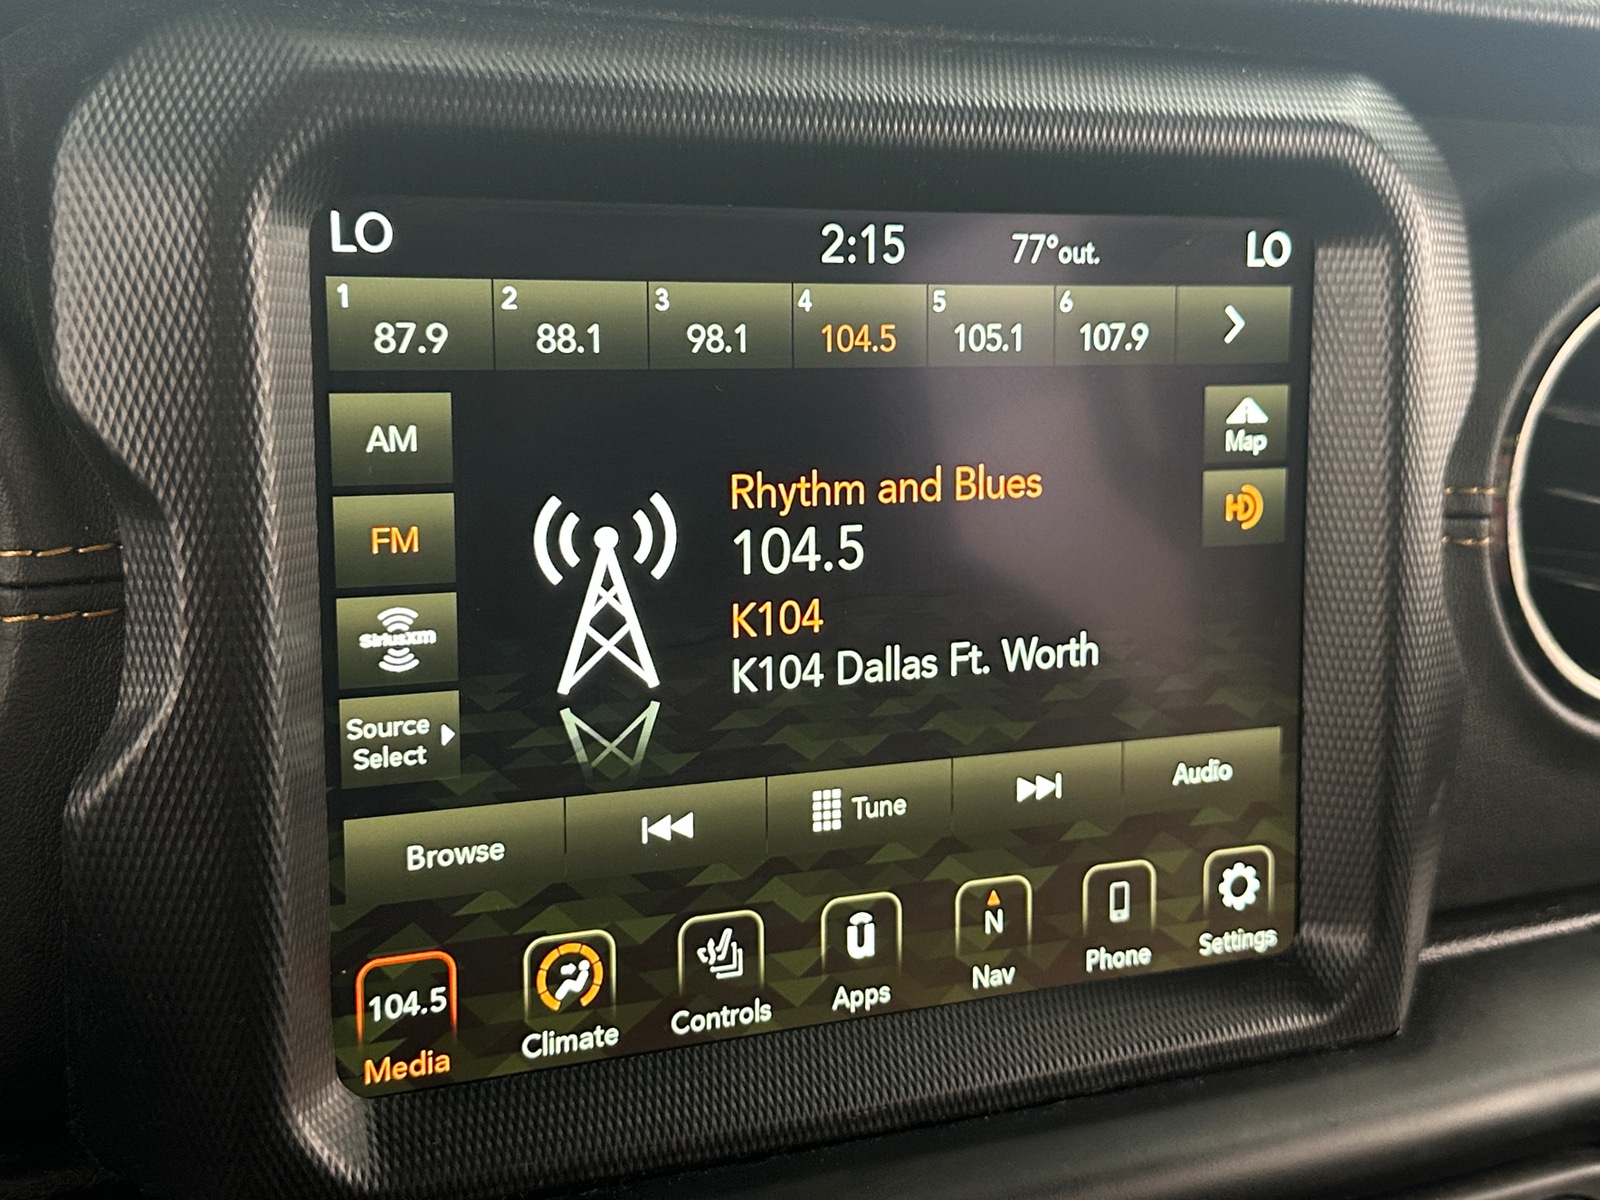 LO 2:15 77°out. LO
1 2 3 4 5 6
87.9 88.1 98.1 104.5 105.1 107.9
AM
Map
HD
FM
Rhythm and Blues
104.5
SiriusXM
K104
K104 Dallas Ft. Worth
Source
Select
Browse Tune Audio
104.5 N
Media Climate Controls Apps Nav Phone Settings